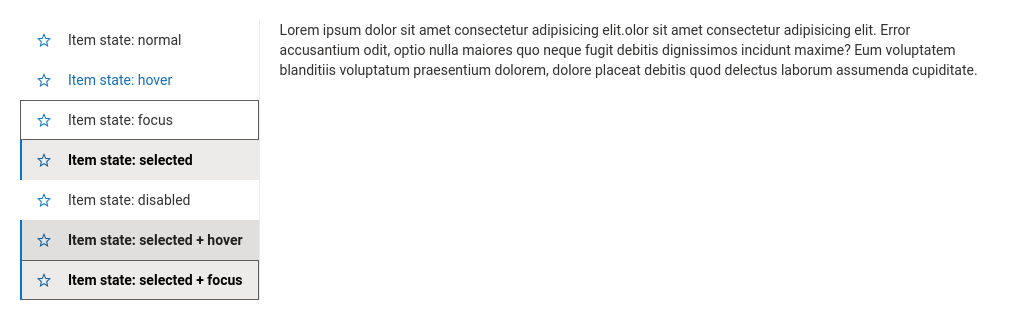 Item state: normal
Item state: hover
Item state: focus
Item state: selected
Item state: disabled
Item state: selected + hover
Item state: selected + focus
Lorem ipsum dolor sit amet consectetur adipisicing elit.olor sit amet consectetur adipisicing elit. Error
accusantium odit, optio nulla maiores quo neque fugit debitis dignissimos incidunt maxime? Eum voluptatem
blanditiis voluptatum praesentium dolorem, dolore placeat debitis quod delectus laborum assumenda cupiditate.